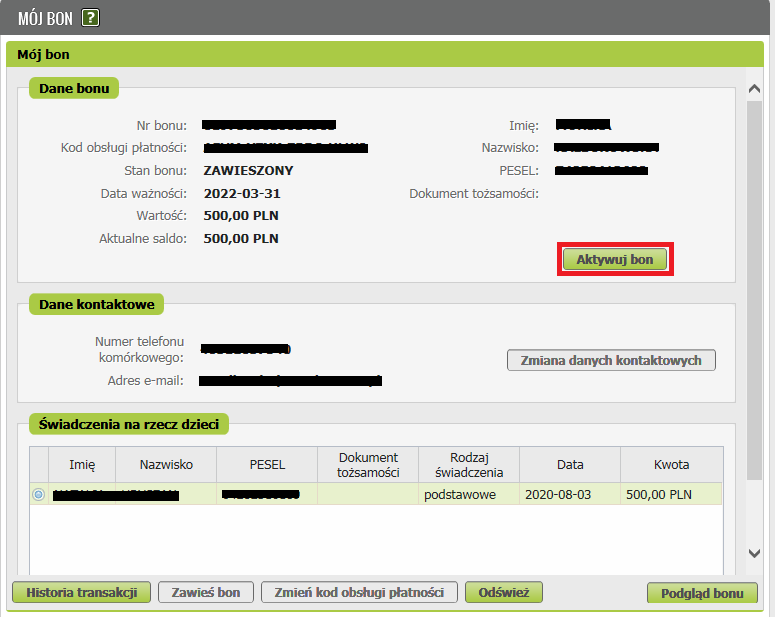 MÓJ BON ?
Mój bon
Dane bonu
Nr bonu:
Imię:
Kod obsługi płatności:
Nazwisko:
Stan bonu: ZAWIESZONY
PESEL:
Data ważności: 2022-03-31
Dokument tożsamości:
Wartość: 500,00 PLN
Aktualne saldo: 500,00 PLN
Aktywuj bon
Dane kontaktowe
Numer telefonu
komórkowego:
Zmiana danych kontaktowych
Adres e-mail:
Świadczenia na rzecz dzieci
Imię Nazwisko PESEL Dokument tożsamości Rodzaj świadczenia Data Kwota
podstawowe 2020-08-03 500,00 PLN
Historia transakcji Zawieś bon Zmień kod obsługi płatności Odśwież Podgląd bonu